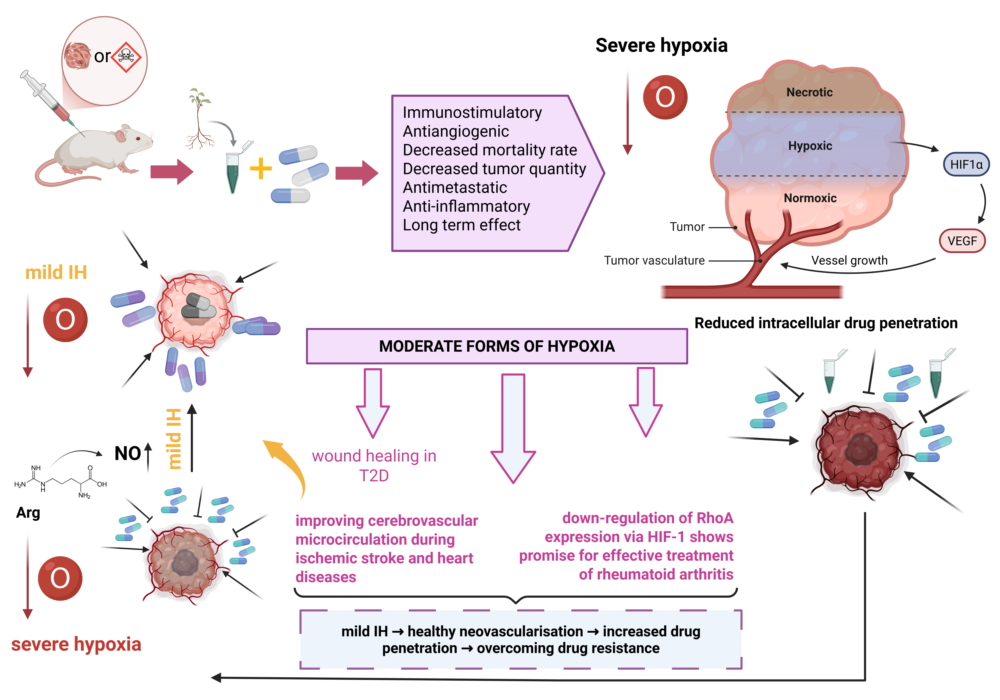 or
Immunostimulatory
Antiangiogenic
Decreased mortality rate
Decreased tumor quantity
Antimetastatic
Anti-inflammatory
Long term effect
Severe hypoxia
O
Necrotic
Hypoxic
Normoxic
HIF1α
VEGF
Vessel growth
Tumor
Tumor vasculature
mild IH
O
Reduced intracellular drug penetration
MODERATE FORMS OF HYPOXIA
wound healing in
T2D
improving cerebrovascular
microcirculation during
ischemic stroke and heart
diseases
down-regulation of RhoA
expression via HIF-1 shows
promise for effective treatment
of rheumatoid arthritis
mild IH → healthy neovascularisation → increased drug
penetration → overcoming drug resistance
mild IH
NO
NH
O
H₂N
N
H
OH
NH₂
Arg
O
severe hypoxia